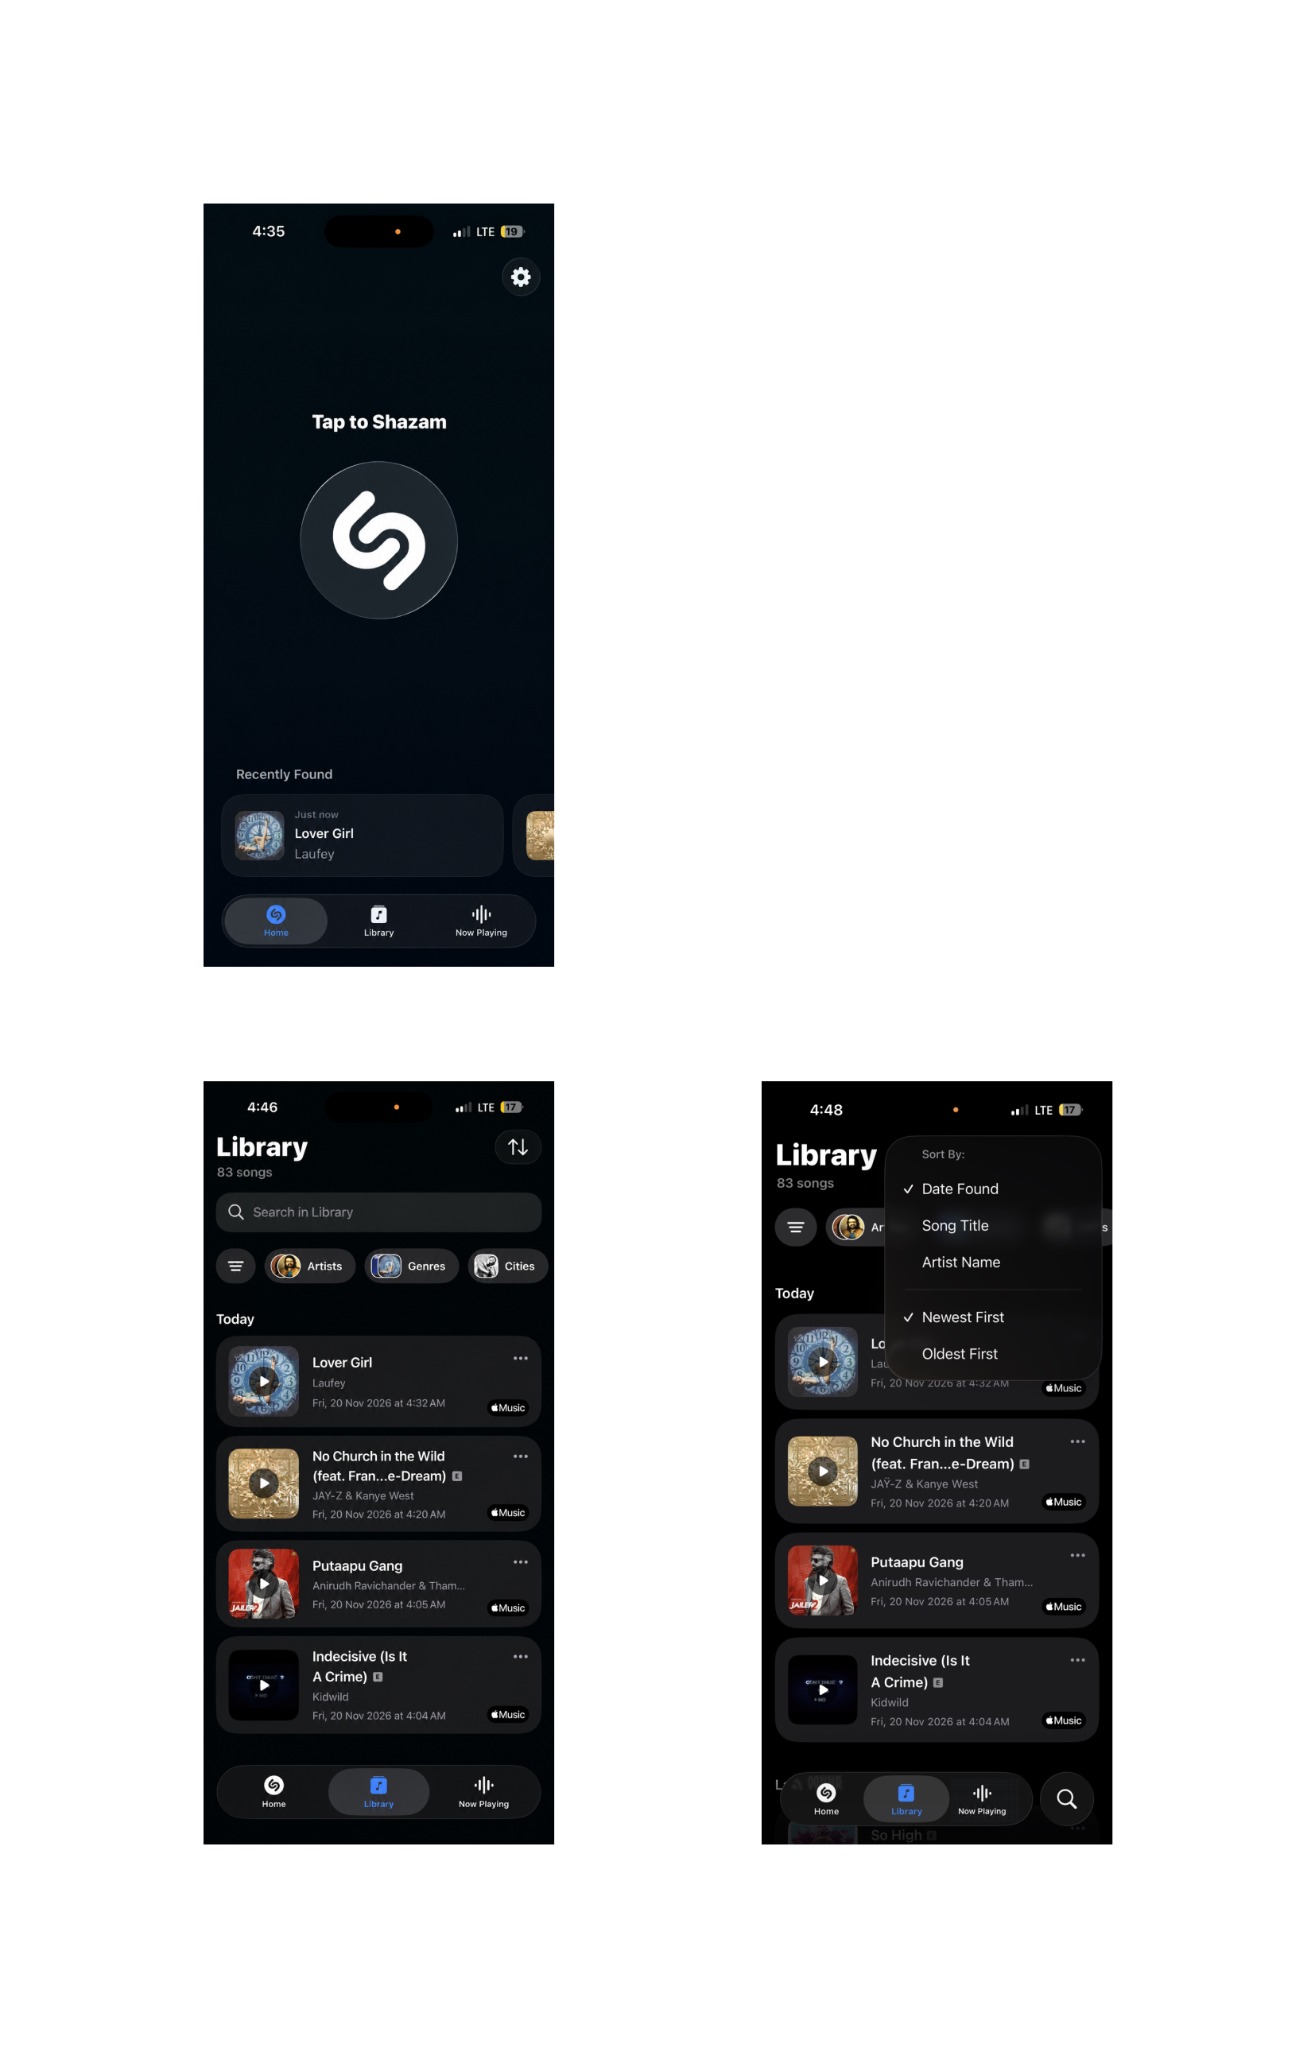 4:35
LTE 19
Tap to Shazam
Recently Found
Just now
Lover Girl
Laufey
Home Library Now Playing
4:46
LTE 17
Library
83 songs
Search in Library
Artists Genres Cities
Today
Lover Girl
Laufey
Fri, 20 Nov 2026 at 4:32 AM
Music
No Church in the Wild
(feat. Fran...e-Dream) E
JAY-Z & Kanye West
Fri, 20 Nov 2026 at 4:20 AM
Music
Putaapu Gang
Anirudh Ravichander & Tham...
Fri, 20 Nov 2026 at 4:05 AM
Music
JAILER 2
Indecisive (Is It
A Crime) E
Kidwild
Fri, 20 Nov 2026 at 4:04 AM
Music
Home Library Now Playing
4:48
LTE 17
Library
83 songs
Sort By:
✓ Date Found
Song Title
Artist Name
✓ Newest First
Oldest First
Ar s
Today
Lo
Lau
Fri, 20 Nov 2026 at 4:32 AM
Music
No Church in the Wild
(feat. Fran...e-Dream) E
JAŸ-Z & Kanye West
Fri, 20 Nov 2026 at 4:20 AM
Music
Putaapu Gang
Anirudh Ravichander & Tham...
Fri, 20 Nov 2026 at 4:05 AM
Music
JAILER 2
Indecisive (Is It
A Crime) E
Kidwild
Fri, 20 Nov 2026 at 4:04 AM
Music
Home Library Now Playing
So High E